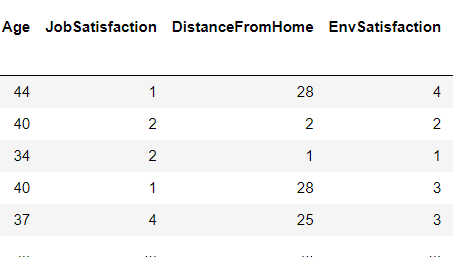 Age JobSatisfaction DistanceFromHome EnvSatisfaction
44 1 28 4
40 2 2 2
34 2 1 1
40 1 28 3
37 4 25 3
... ... ... ...